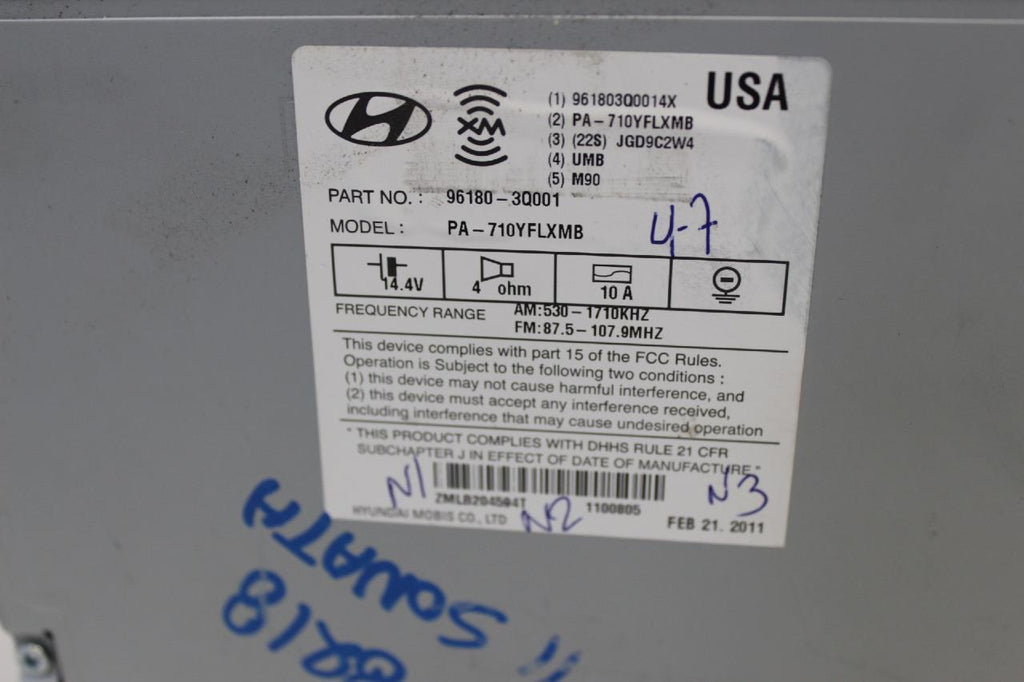 USA
XM
(1) 961803Q0014X
(2) PA-710YFLXMB
(3) (22S) JGD9C2W4
(4) UMB
(5) M90
PART NO. : 96180-3Q001
MODEL : PA-710YFLXMB
U-7
14.4V 4 ohm 10 A
FREQUENCY RANGE AM:530-1710KHZ
FM:87.5-107.9MHZ
This device complies with part 15 of the FCC Rules.
Operation is Subject to the following two conditions :
(1) this device may not cause harmful interference, and
(2) this device must accept any interference received,
including interference that may cause undesired operation
* THIS PRODUCT COMPLIES WITH DHHS RULE 21 CFR
SUBCHAPTER J IN EFFECT OF DATE OF MANUFACTURE *
N1 N2 N3
ZMLB204594T 1100805
HYUNDAI MOBIS CO., LTD FEB 21. 2011
11 SONATA